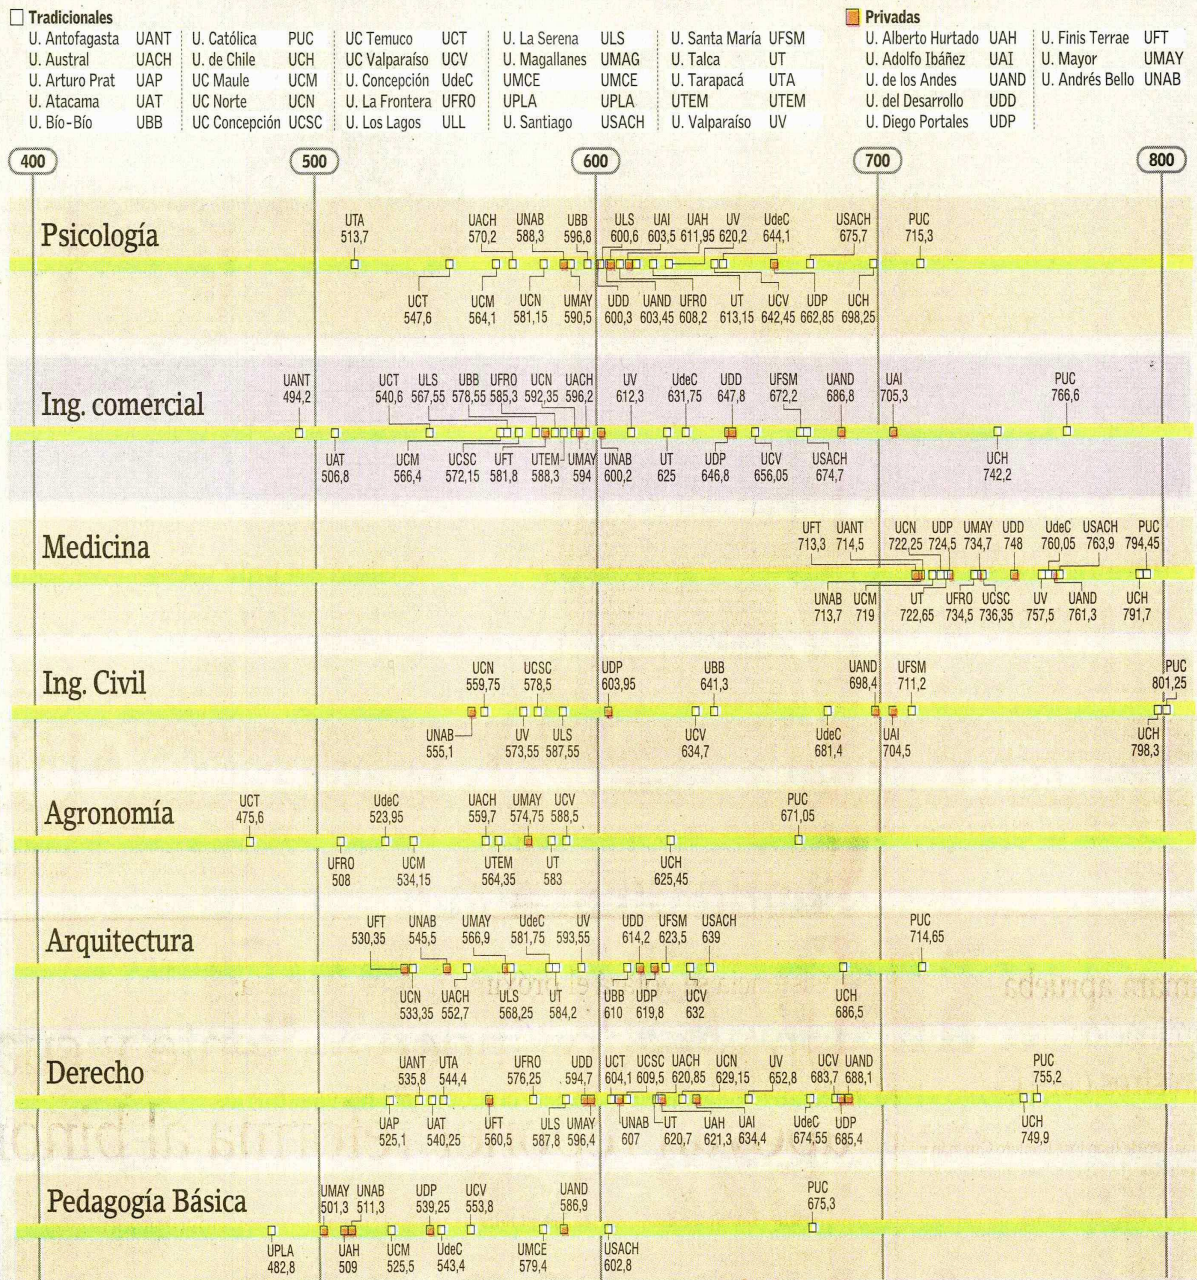 Tradicionales
U. Antofagasta UANT
U. Austral UACH
U. Arturo Prat UAP
U. Atacama UAT
U. Bío-Bío UBB
U. Católica PUC
U. de Chile UCH
UC Maule UCM
UC Norte UCN
UC Concepción UCSC
UC Temuco UCT
UC Valparaíso UCV
U. Concepción UdeC
U. La Frontera UFRO
U. Los Lagos ULL
U. La Serena ULS
U. Magallanes UMAG
UMCE UMCE
UPLA UPLA
U. Santiago USACH
U. Santa María UFSM
U. Talca UT
U. Tarapacá UTA
UTEM UTEM
U. Valparaíso UV
Privadas
U. Alberto Hurtado UAH
U. Adolfo Ibáñez UAI
U. de los Andes UAND
U. del Desarrollo UDD
U. Diego Portales UDP
U. Finis Terrae UFT
U. Mayor UMAY
U. Andrés Bello UNAB
400 500 600 700 800
Psicología
UTA UACH UNAB UBB ULS UAI UAH UV UdeC USACH PUC
513,7 570,2 588,3 596,8 600,6 603,5 611,95 620,2 644,1 675,7 715,3
UCT UCM UCN UMAY UDD UAND UFRO UT UCV UDP UCH
547,6 564,1 581,15 590,5 600,3 603,45 608,2 613,15 642,45 662,85 698,25
Ing. comercial
UANT UCT ULS UBB UFRO UCN UACH UV UdeC UDD UFSM UAND UAI PUC
494,2 540,6 567,55 578,55 585,3 592,35 596,2 612,3 631,75 647,8 672,2 686,8 705,3 766,6
UAT UCM UCSC UFT UTEM UMAY UNAB UT UDP UCV USACH UCH
506,8 566,4 572,15 581,8 588,3 594 600,2 625 646,8 656,05 674,7 742,2
Medicina
UFT UANT UCN UDP UMAY UDD UdeC USACH PUC
713,3 714,5 722,25 724,5 734,7 748 760,05 763,9 794,45
UNAB UCM UT UFRO UCSC UV UAND UCH
713,7 719 722,65 734,5 736,35 757,5 761,3 791,7
Ing. Civil
UCN UCSC UDP UBB UAND UFSM PUC
559,75 578,5 603,95 641,3 698,4 711,2 801,25
UNAB UV ULS UCV UdeC UAI UCH
555,1 573,55 587,55 634,7 681,4 704,5 798,3
Agronomía
UCT UdeC UACH UMAY UCV PUC
475,6 523,95 559,7 574,75 588,5 671,05
UFRO UCM UTEM UT UCH
508 534,15 564,35 583 625,45
Arquitectura
UFT UNAB UMAY UdeC UV UDD UFSM USACH PUC
530,35 545,5 566,9 581,75 593,55 614,2 623,5 639 714,65
UCN UACH ULS UT UBB UDP UCV UCH
533,35 552,7 568,25 584,2 610 619,8 632 686,5
Derecho
UANT UTA UFRO UDD UCT UCSC UACH UCN UV UCV UAND PUC
535,8 544,4 576,25 594,7 604,1 609,5 620,85 629,15 652,8 683,7 688,1 755,2
UAP UAT UFT ULS UMAY UNAB UT UAH UAI UdeC UDP UCH
525,1 540,25 560,5 587,8 596,4 607 620,7 621,3 634,4 674,55 685,4 749,9
Pedagogía Básica
UMAY UNAB UDP UCV UAND PUC
501,3 511,3 539,25 553,8 586,9 675,3
UPLA UAH UCM UdeC UMCE USACH
482,8 509 525,5 543,4 579,4 602,8